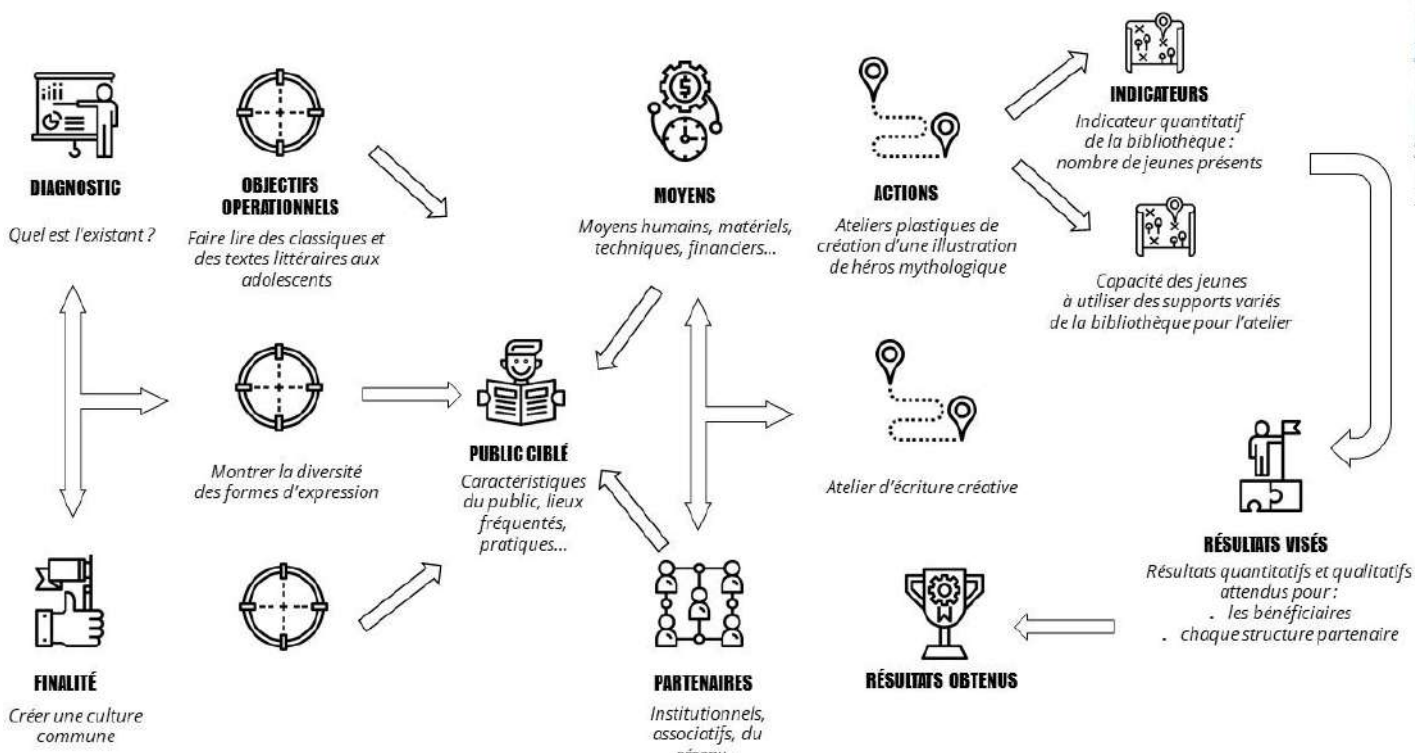 DIAGNOSTIC
Quel est l'existant ?
OBJECTIFS
OPERATIONNELS
Faire lire des classiques et
des textes littéraires aux
adolescents
Montrer la diversité
des formes d'expression
FINALITÉ
Créer une culture
commune
PUBLIC CIBLÉ
Caractéristiques
du public, lieux
fréquentés,
pratiques...
MOYENS
Moyens humains, matériels,
techniques, financiers...
PARTENAIRES
Institutionnels,
associatifs, du
ACTIONS
Ateliers plastiques de
création d'une illustration
de héros mythologique
Atelier d'écriture créative
INDICATEURS
Indicateur quantitatif
de la bibliothèque :
nombre de jeunes présents
Capacité des jeunes
à utiliser des supports variés
de la bibliothèque pour l'atelier
RÉSULTATS VISÉS
Résultats quantitatifs et qualitatifs
attendus pour :
. les bénéficiaires
. chaque structure partenaire
RÉSULTATS OBTENUS